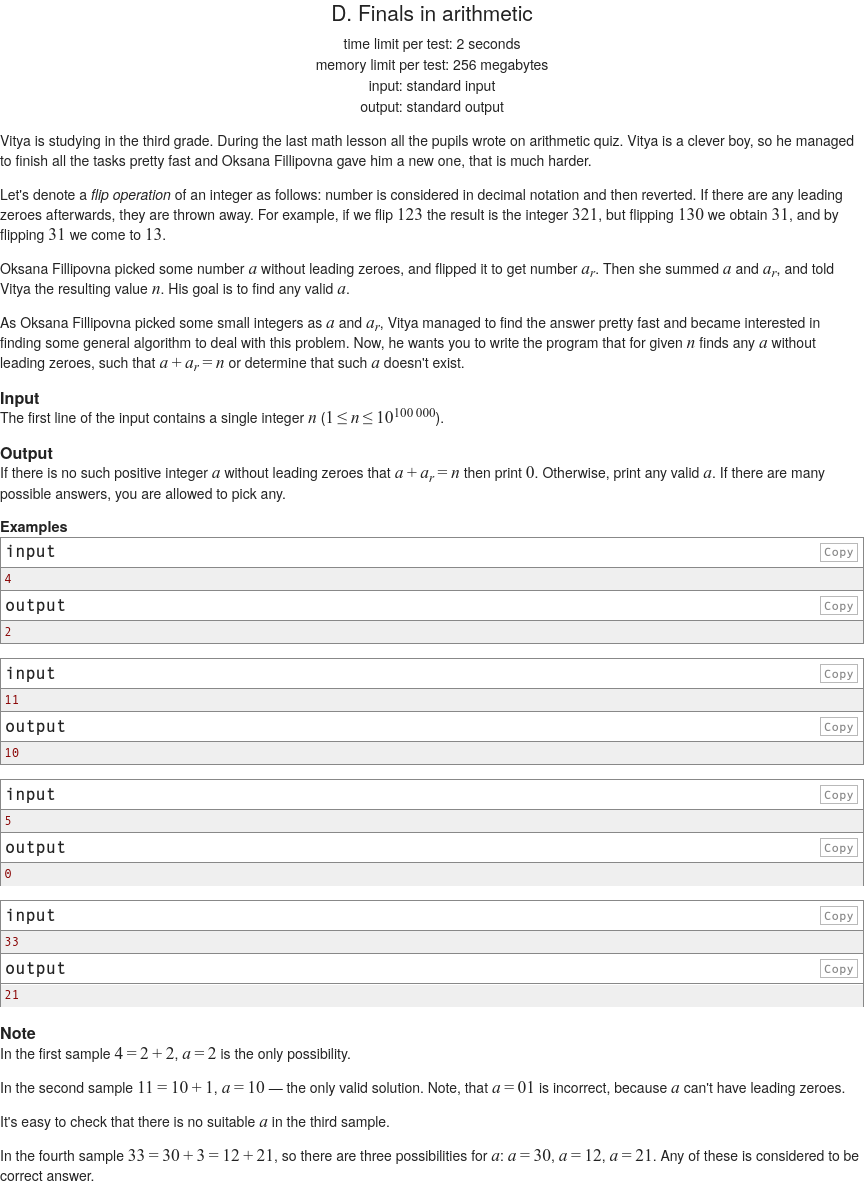 D. Finals in arithmetic
time limit per test: 2 seconds
memory limit per test: 256 megabytes
input: standard input
output: standard output
Vitya is studying in the third grade. During the last math lesson all the pupils wrote on arithmetic quiz. Vitya is a clever boy, so he managed
to finish all the tasks pretty fast and Oksana Fillipovna gave him a new one, that is much harder.
Let's denote a flip operation of an integer as follows: number is considered in decimal notation and then reverted. If there are any leading
zeroes afterwards, they are thrown away. For example, if we flip 123 the result is the integer 321, but flipping 130 we obtain 31, and by
flipping 31 we come to 13.
Oksana Fillipovna picked some number a without leading zeroes, and flipped it to get number a_r. Then she summed a and a_r, and told
Vitya the resulting value n. His goal is to find any valid a.
As Oksana Fillipovna picked some small integers as a and a_r, Vitya managed to find the answer pretty fast and became interested in
finding some general algorithm to deal with this problem. Now, he wants you to write the program that for given n finds any a without
leading zeroes, such that a + a_r = n or determine that such a doesn't exist.
Input
The first line of the input contains a single integer n (1 ≤ n ≤ 10^{100 000}).
Output
If there is no such positive integer a without leading zeroes that a + a_r = n then print 0. Otherwise, print any valid a. If there are many
possible answers, you are allowed to pick any.
Examples
input Copy
4
output Copy
2
input Copy
11
output Copy
10
input Copy
5
output Copy
0
input Copy
33
output Copy
21
Note
In the first sample 4 = 2 + 2, a = 2 is the only possibility.
In the second sample 11 = 10 + 1, a = 10 — the only valid solution. Note, that a = 01 is incorrect, because a can't have leading zeroes.
It's easy to check that there is no suitable a in the third sample.
In the fourth sample 33 = 30 + 3 = 12 + 21, so there are three possibilities for a: a = 30, a = 12, a = 21. Any of these is considered to be
correct answer.